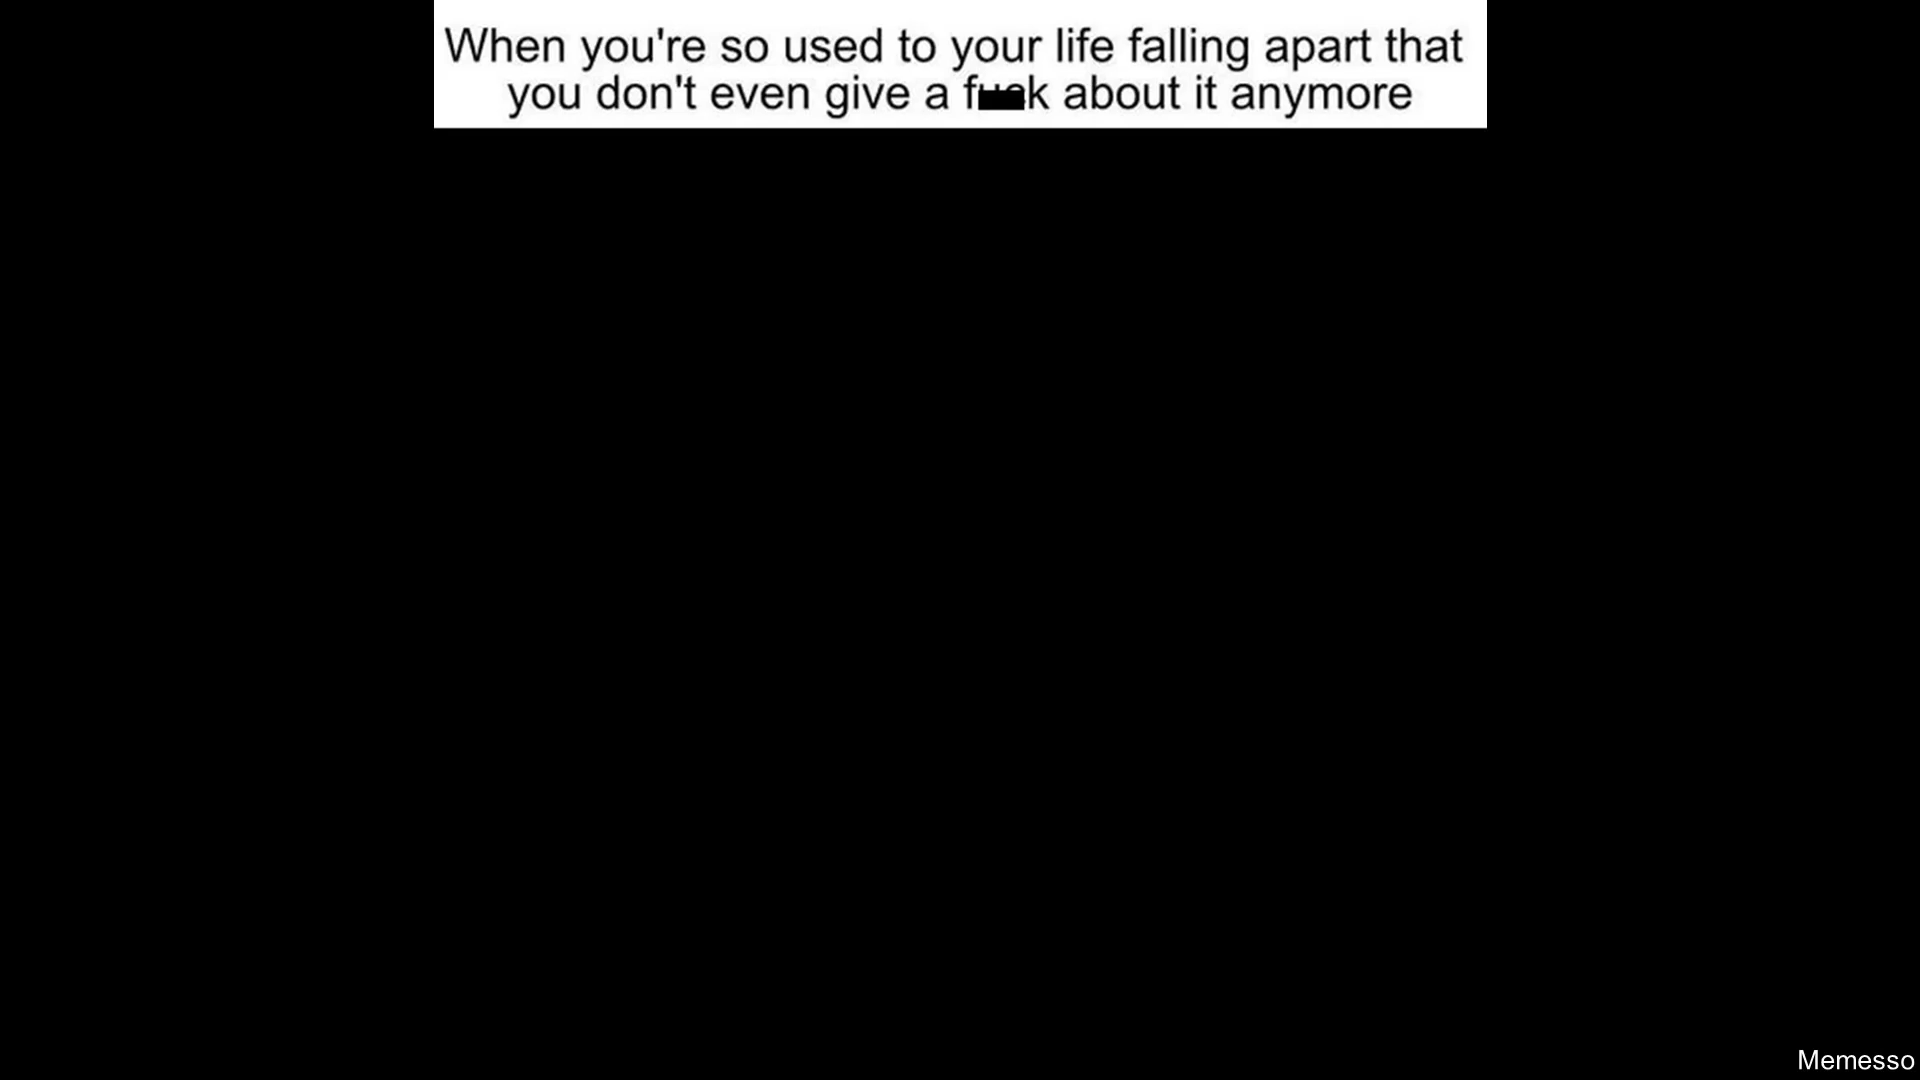 When you're so used to your life falling apart that
you don't even give a fuck about it anymore
Memesso